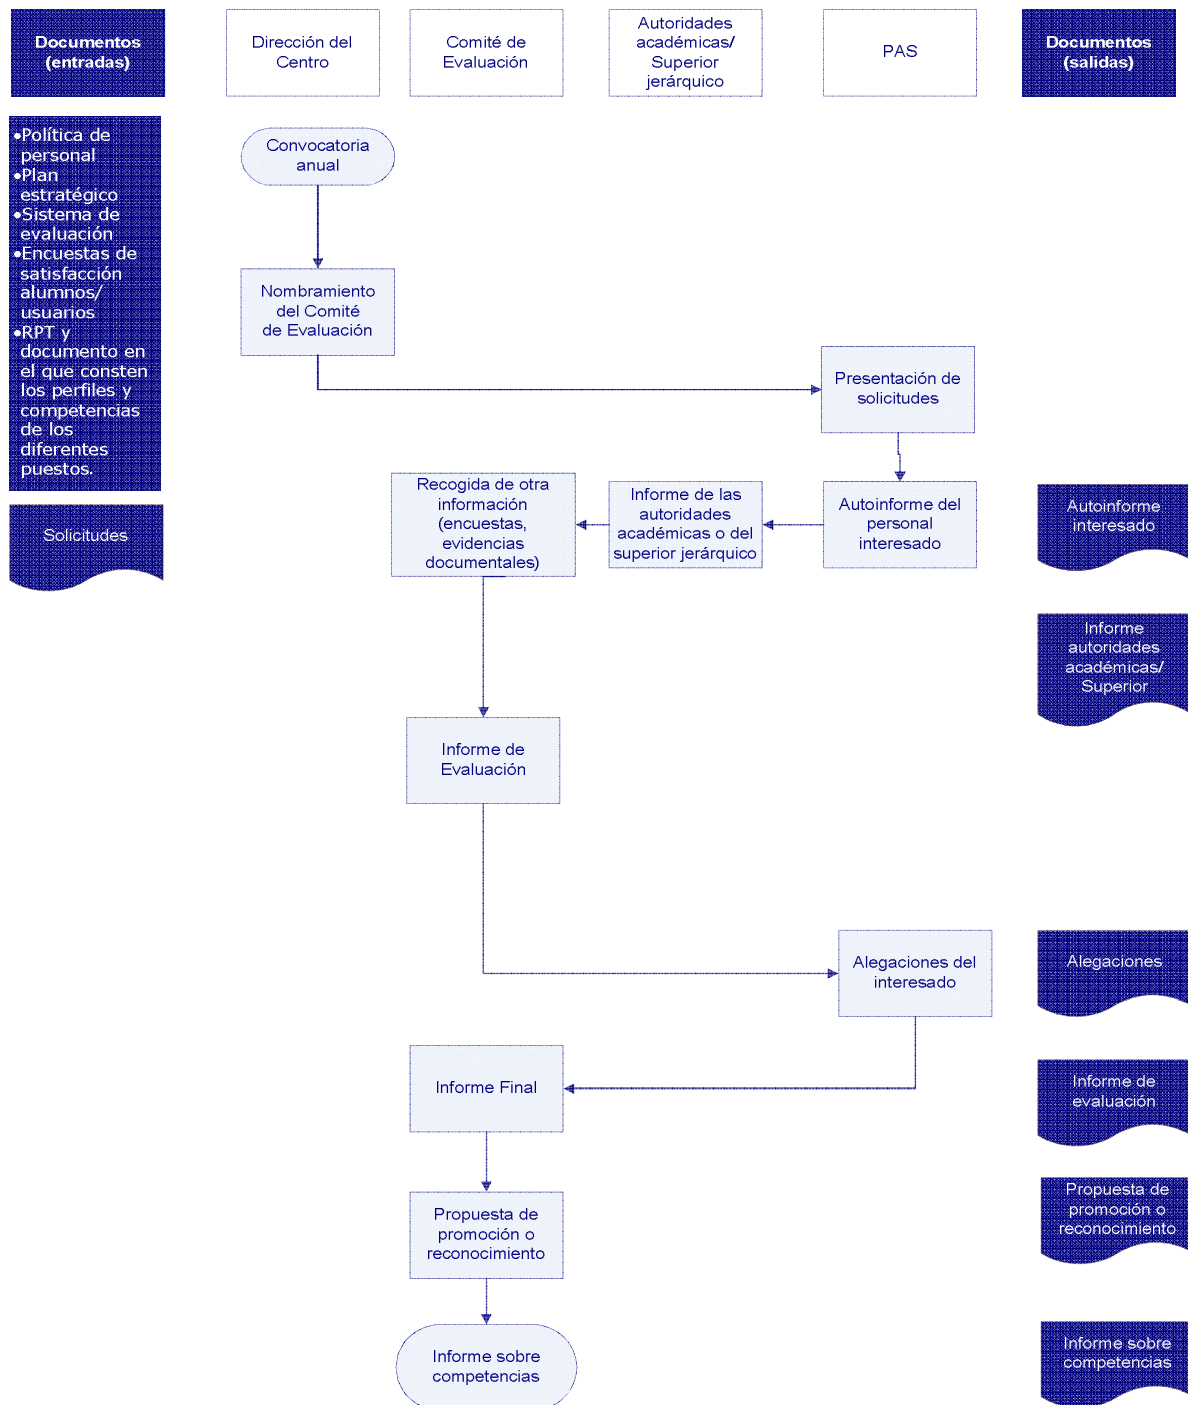 Documentos
(entradas)
Dirección del
Centro
Comité de
Evaluación
Autoridades
académicas/
Superior
jerárquico
PAS
Documentos
(salidas)
•Política de
personal
•Plan
estratégico
•Sistema de
evaluación
•Encuestas de
satisfacción
alumnos/
usuarios
•RPT y
documento en
el que consten
los perfiles y
competencias
de los
diferentes
puestos.
Solicitudes
Convocatoria
anual
Nombramiento
del Comité
de Evaluación
Presentación de
solicitudes
Recogida de otra
información
(encuestas,
evidencias
documentales)
Informe de las
autoridades
académicas o del
superior jerárquico
Autoinforme del
personal
interesado
Autoinforme
interesado
Informe
autoridades
académicas/
Superior
Informe de
Evaluación
Alegaciones del
interesado
Alegaciones
Informe Final
Informe de
evaluación
Propuesta de
promoción o
reconocimiento
Propuesta de
promoción o
reconocimiento
Informe sobre
competencias
Informe sobre
competencias